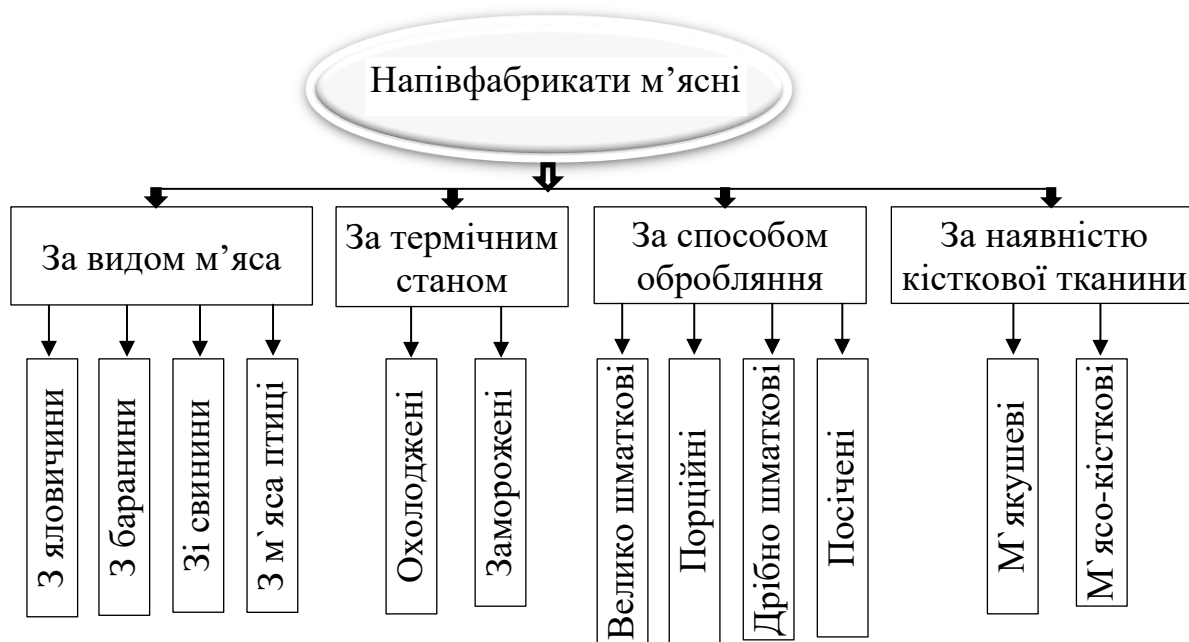 Напівфабрикати м’ясні
За видом м’яса
За термічним
станом
За способом
обробляння
За наявністю
кісткової тканини
З яловичини
З баранини
Зі свинини
З м`яса птиці
Охолоджені
Заморожені
Велико шматкові
Порційні
Дрібно шматкові
Посічені
М`якушеві
М`ясо-кісткові